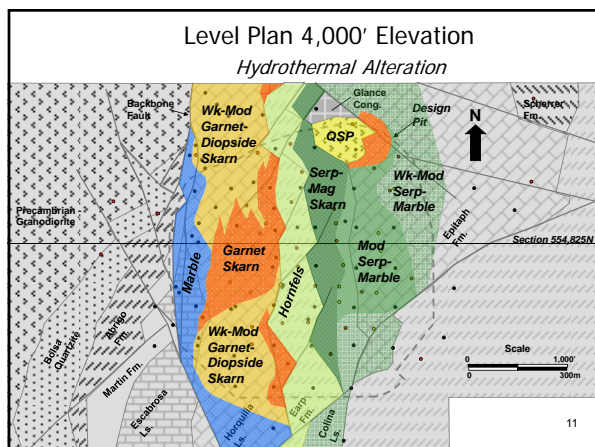 Level Plan 4,000' Elevation
Hydrothermal Alteration
Backbone
Fault
Wk-Mod
Garnet-
Diopside
Skarn
Glance
Cong.
QSP
Design
Pit
N
Scherrer
Fm.
Serp-
Mag
Skarn
Wk-Mod
Serp-
Marble
Precambrian
Granodiorite
Epitaph
Fm.
Section 554,825N
Marble
Garnet
Skarn
Hornfels
Mod
Serp-
Marble
Bolsa
Quartzite
Abrigo
Fm.
Martin Fm.
Escabrosa
Ls.
Wk-Mod
Garnet-
Diopside
Skarn
Horquilla
Ls.
Earp
Fm.
Colina
Ls.
Scale
0 1,000'
0 300m
11